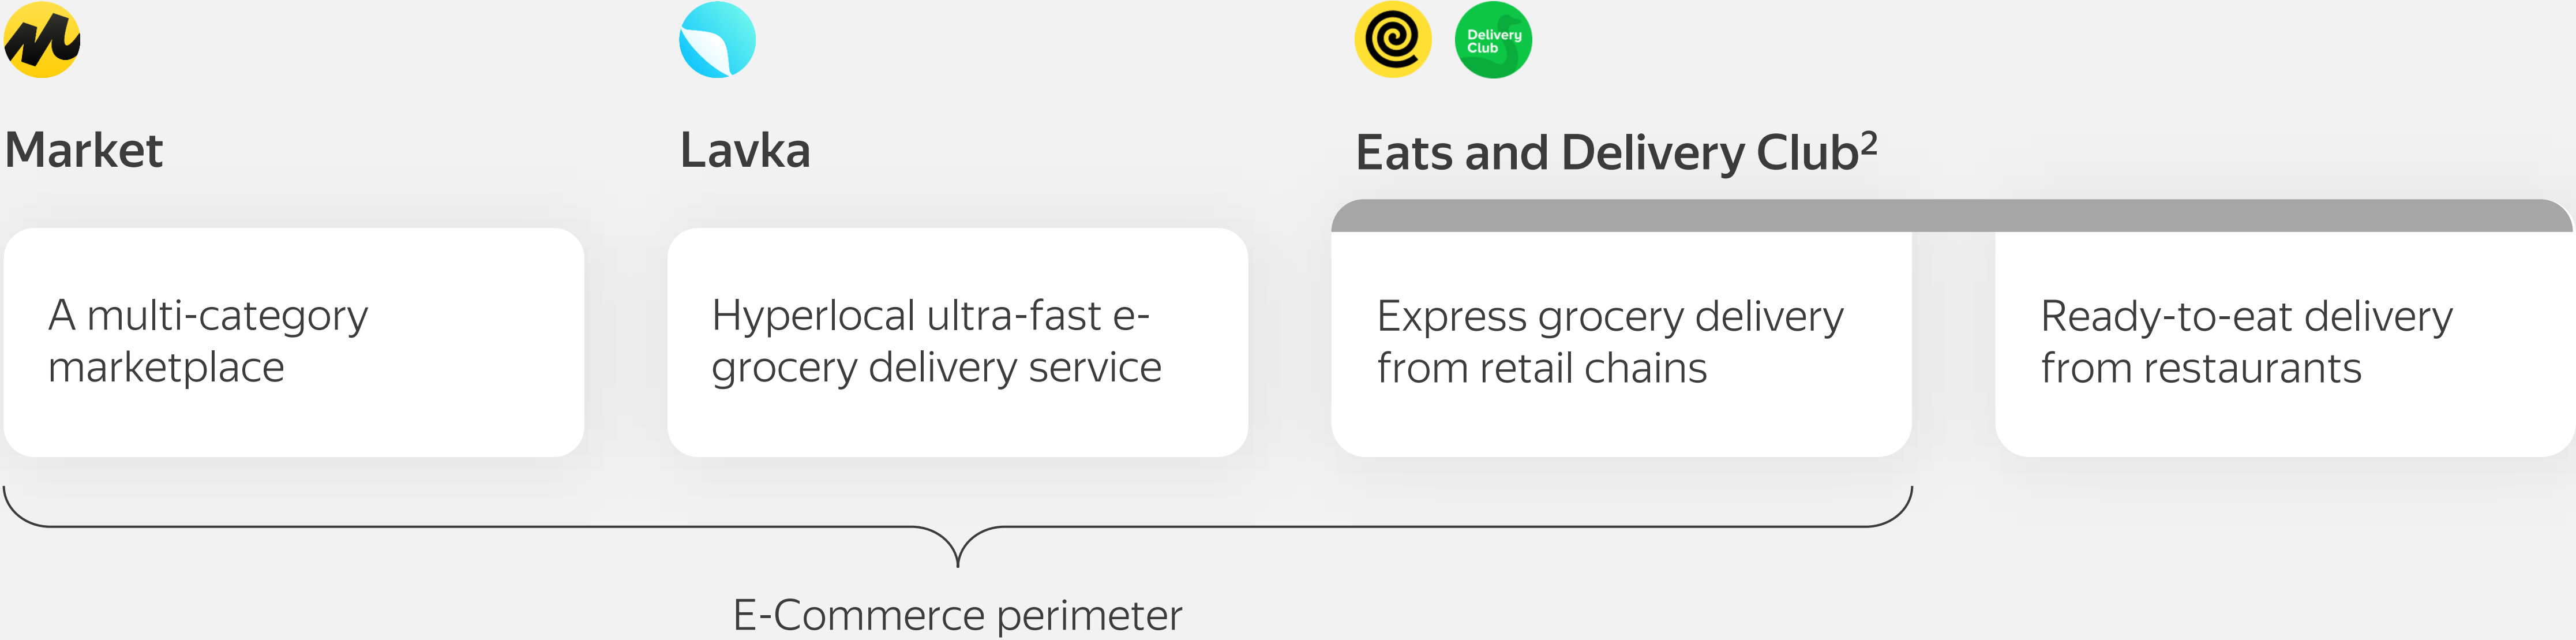 Delivery
Club
Market
Lavka
Eats and Delivery Club²
A multi-category
marketplace
Hyperlocal ultra-fast e-
grocery delivery service
Express grocery delivery
from retail chains
Ready-to-eat delivery
from restaurants
E-Commerce perimeter